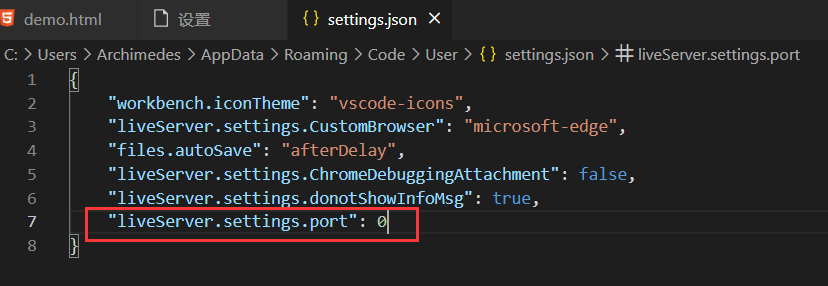 demo.html 设置 settings.json
C: > Users > Archimedes > AppData > Roaming > Code > User > {} settings.json > liveServer.settings.port
1 {
2 "workbench.iconTheme": "vscode-icons",
3 "liveServer.settings.CustomBrowser": "microsoft-edge",
4 "files.autoSave": "afterDelay",
5 "liveServer.settings.ChromeDebuggingAttachment": false,
6 "liveServer.settings.donotShowInfoMsg": true,
7 "liveServer.settings.port": 0
8 }